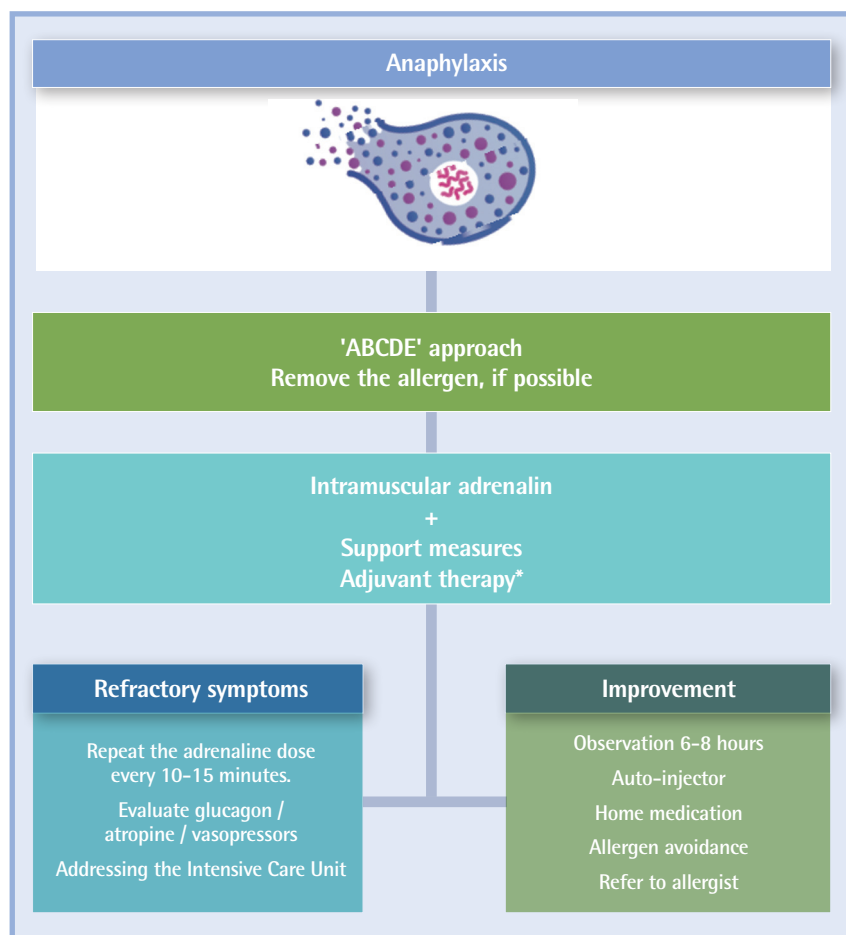 Anaphylaxis
'ABCDE' approach
Remove the allergen, if possible
Intramuscular adrenalin
+
Support measures
Adjuvant therapy*
Refractory symptoms
Repeat the adrenaline dose
every 10-15 minutes.
Evaluate glucagon /
atropine / vasopressors
Addressing the Intensive Care Unit
Improvement
Observation 6-8 hours
Auto-injector
Home medication
Allergen avoidance
Refer to allergist